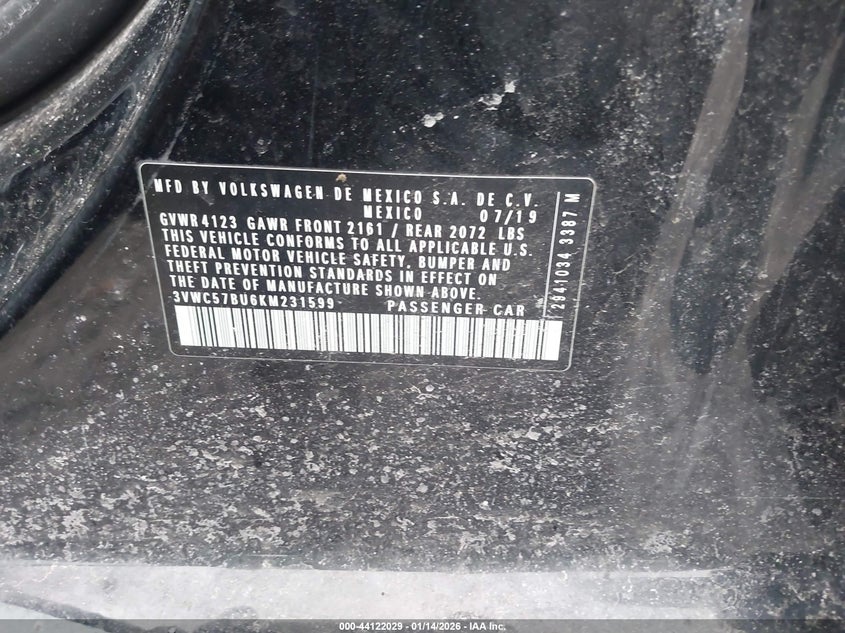 MFD BY VOLKSWAGEN DE MEXICO S.A. DE C.V.
MEXICO 07/19
GVWR 4123 GAWR FRONT 2161 / REAR 2072 LBS
THIS VEHICLE CONFORMS TO ALL APPLICABLE U.S.
FEDERAL MOTOR VEHICLE SAFETY, BUMPER AND
THEFT PREVENTION STANDARDS IN EFFECT ON
THE DATE OF MANUFACTURE SHOWN ABOVE.
3VWC57BU6KM231599 PASSENGER CAR
2941034 3387 M
000-44122029 - 01/14/2026 - IAA Inc.